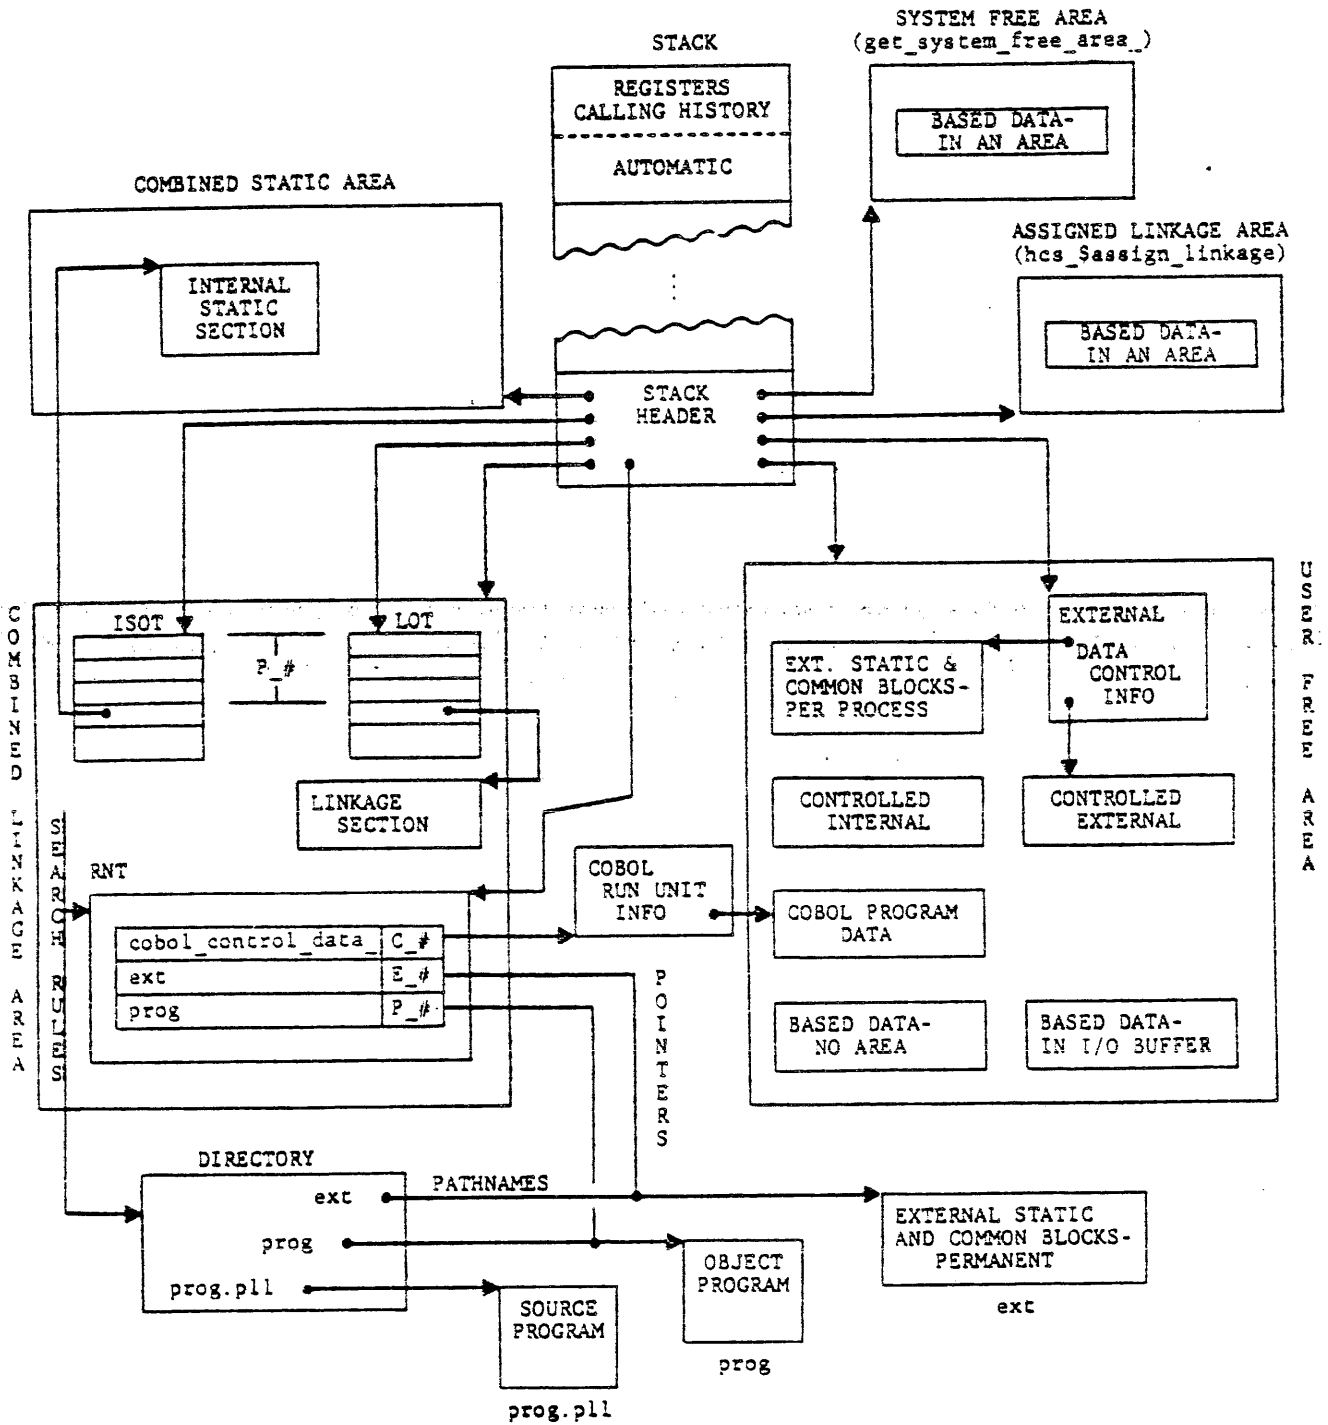 SYSTEM FREE AREA
(get_system_free_area_)
STACK
REGISTERS
CALLING HISTORY
AUTOMATIC
BASED DATA-
IN AN AREA
COMBINED STATIC AREA
INTERNAL
STATIC
SECTION
ASSIGNED LINKAGE AREA
(hcs_$assign_linkage)
BASED DATA-
IN AN AREA
STACK
HEADER
COMBINED LINKAGE AREA
ISOT
P_#
LOT
LINKAGE
SECTION
SEARCH RULES
RNT
cobol_control_data_ C_#
ext E_#
prog P_#
COBOL
RUN UNIT
INFO
POINTERS
USER FREE AREA
EXTERNAL
DATA
CONTROL
INFO
EXT. STATIC &
COMMON BLOCKS-
PER PROCESS
CONTROLLED
INTERNAL
CONTROLLED
EXTERNAL
COBOL PROGRAM
DATA
BASED DATA-
NO AREA
BASED DATA-
IN I/O BUFFER
DIRECTORY
ext
prog
prog.pll
PATHNAMES
EXTERNAL STATIC
AND COMMON BLOCKS-
PERMANENT
ext
OBJECT
PROGRAM
prog
SOURCE
PROGRAM
prog.pll